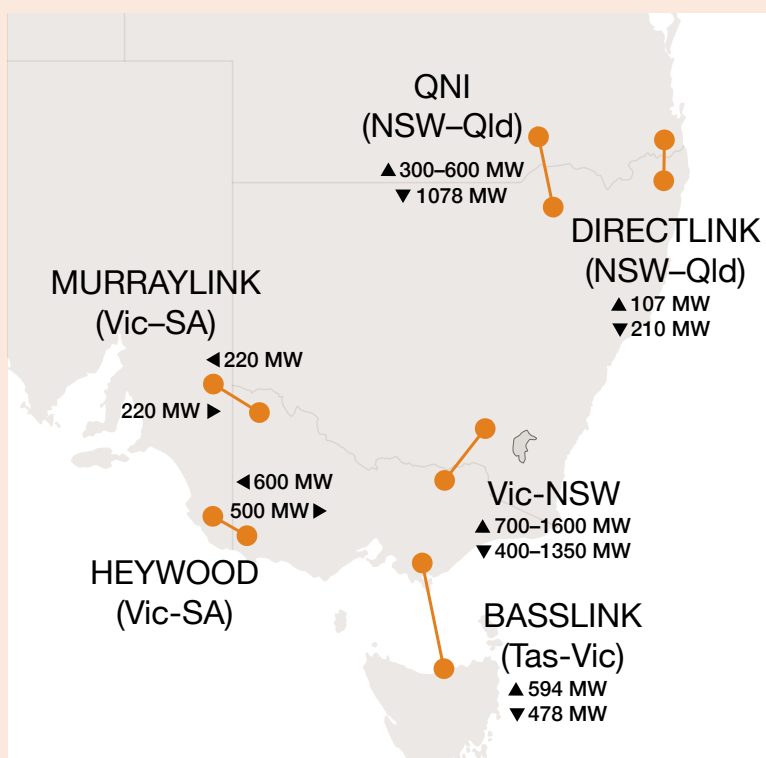 QNI
(NSW–Qld)
▲ 300–600 MW
▼ 1078 MW
DIRECTLINK
(NSW–Qld)
▲ 107 MW
▼ 210 MW
MURRAYLINK
(Vic–SA)
◀ 220 MW
220 MW ▶
◀ 600 MW
500 MW ▶
HEYWOOD
(Vic-SA)
Vic-NSW
▲ 700–1600 MW
▼ 400–1350 MW
BASSLINK
(Tas-Vic)
▲ 594 MW
▼ 478 MW